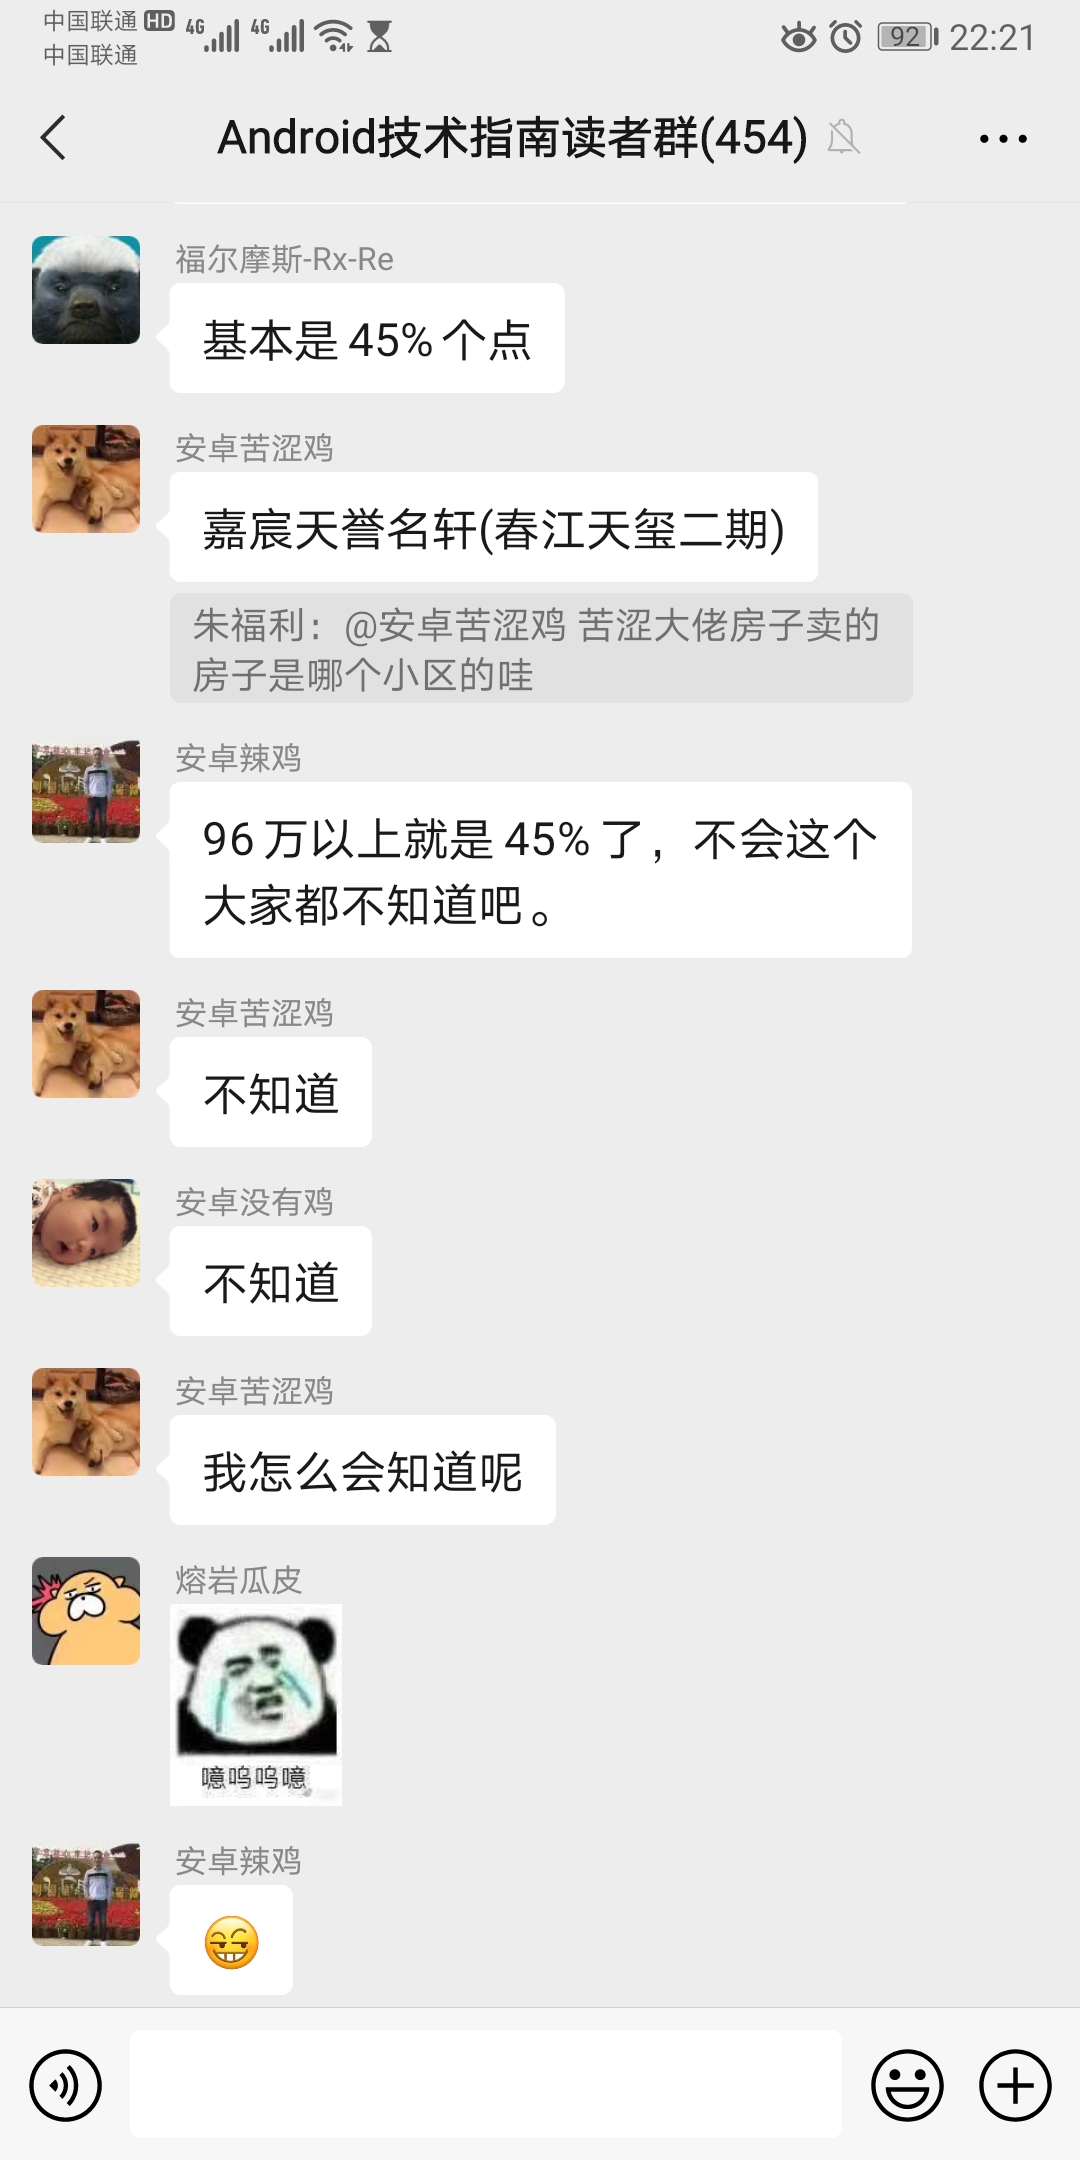 中国联通 HD 4G 4G 92 22:21
中国联通
Android技术指南读者群(454)
福尔摩斯-Rx-Re
基本是45%个点
安卓苦涩鸡
嘉宸天誉名轩(春江天玺二期)
朱福利：@安卓苦涩鸡 苦涩大佬房子卖的
房子是哪个小区的哇
安卓辣鸡
96万以上就是45%了，不会这个
大家都不知道吧。
安卓苦涩鸡
不知道
安卓没有鸡
不知道
安卓苦涩鸡
我怎么会知道呢
熔岩瓜皮
噫呜呜噫
安卓辣鸡